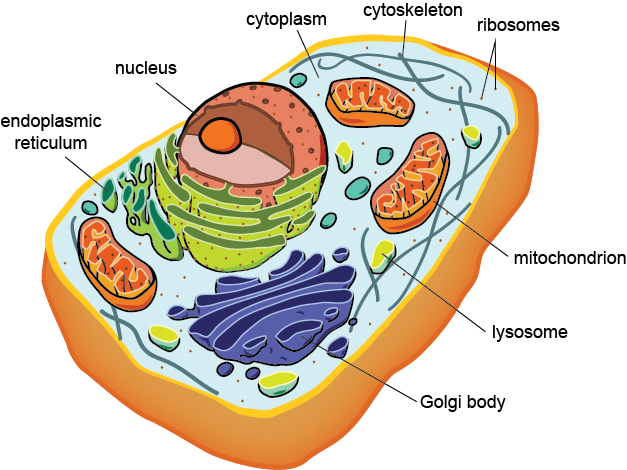 cytoskeleton
cytoplasm
ribosomes
nucleus
endoplasmic
reticulum
mitochondrion
lysosome
Golgi body